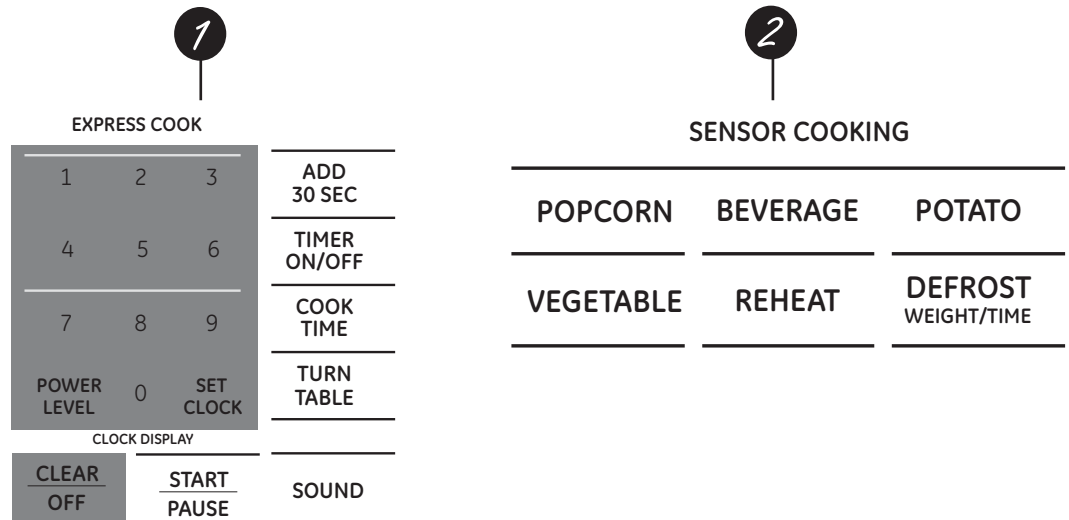 1
EXPRESS COOK
1 2 3
ADD
30 SEC
4 5 6
TIMER
ON/OFF
7 8 9
COOK
TIME
POWER
LEVEL
0
SET
CLOCK
TURN
TABLE
CLOCK DISPLAY
CLEAR
OFF
START
PAUSE
SOUND
2
SENSOR COOKING
POPCORN BEVERAGE POTATO
VEGETABLE REHEAT DEFROST
WEIGHT/TIME